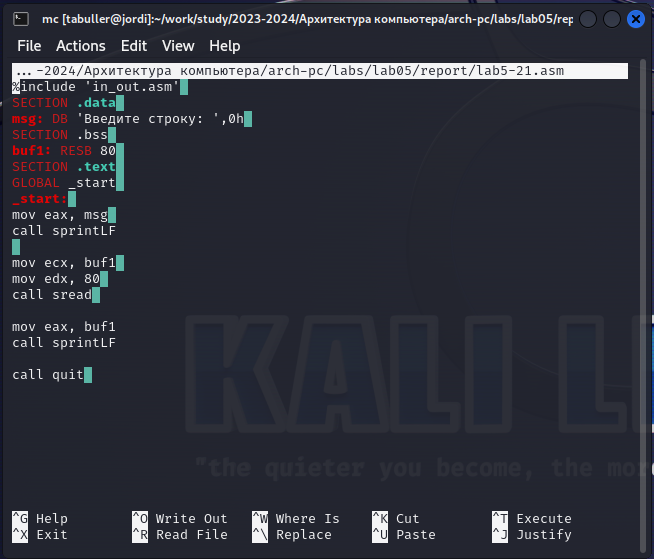 mc [tabuller@jordi]:~/work/study/2023-2024/Архитектура компьютера/arch-pc/labs/lab05/rep
File Actions Edit View Help
...-2024/Архитектура компьютера/arch-pc/labs/lab05/report/lab5-21.asm
%include 'in_out.asm'
SECTION .data
msg: DB 'Введите строку: ',0h
SECTION .bss
buf1: RESB 80
SECTION .text
GLOBAL _start
_start:
mov eax, msg
call sprintLF
mov ecx, buf1
mov edx, 80
call sread
mov eax, buf1
call sprintLF
call quit
KALI LI
"the quieter you become, the mor
^G Help ^O Write Out ^W Where Is ^K Cut ^T Execute
^X Exit ^R Read File ^\ Replace ^U Paste ^J Justify